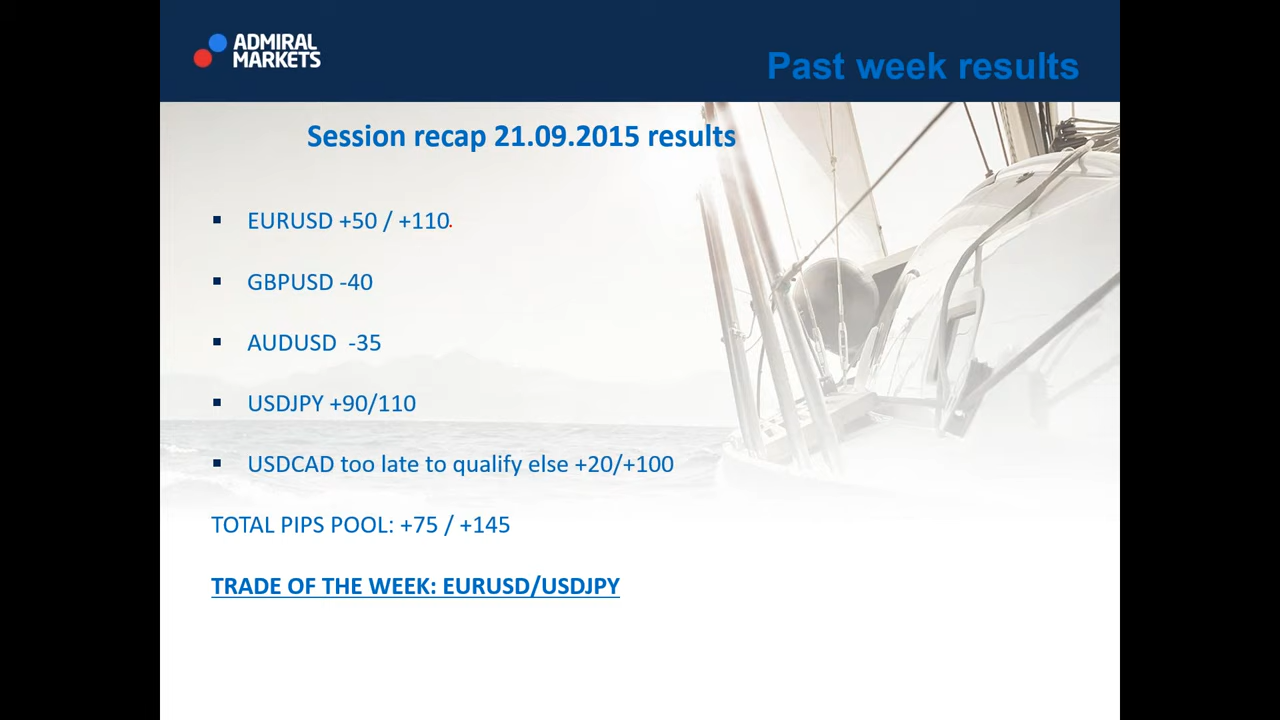 ADMIRAL
MARKETS
Past week results
Session recap 21.09.2015 results
EURUSD +50 / +110.
GBPUSD -40
AUDUSD -35
USDJPY +90/110
USDCAD too late to qualify else +20/+100
TOTAL PIPS POOL: +75 / +145
TRADE OF THE WEEK: EURUSD/USDJPY